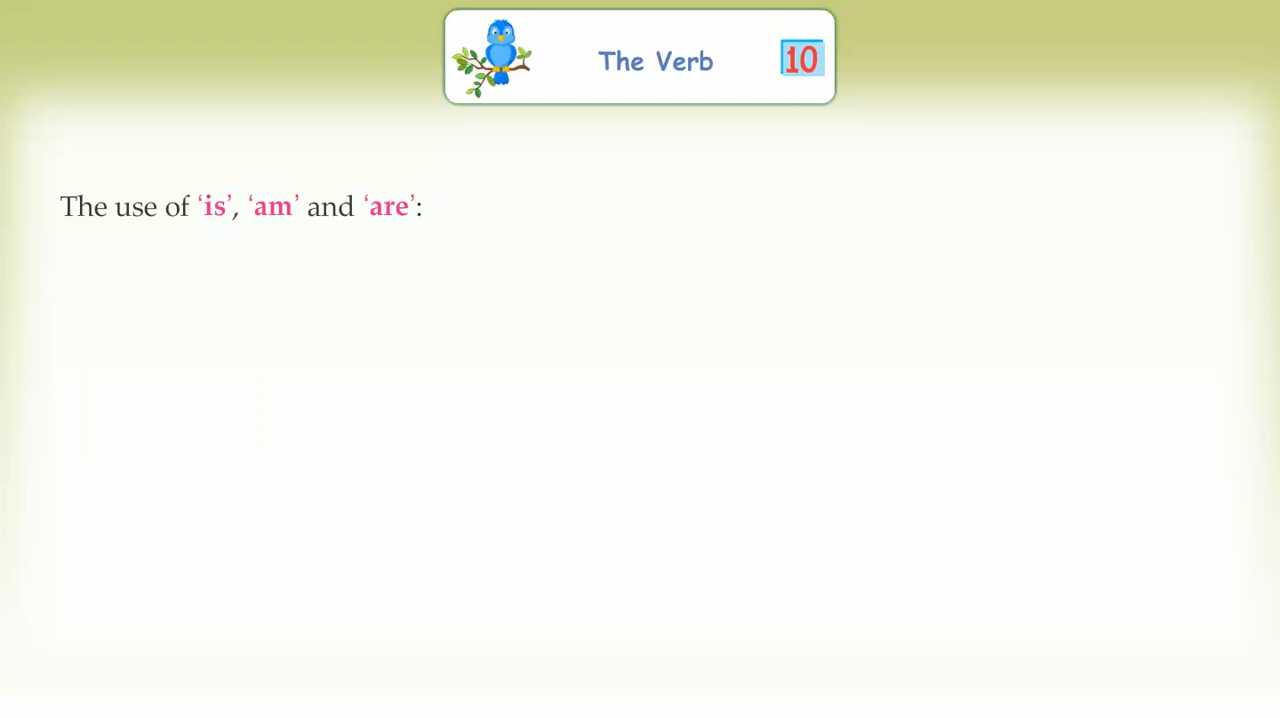 The Verb 10
The use of ‘is’, ‘am’ and ‘are’: